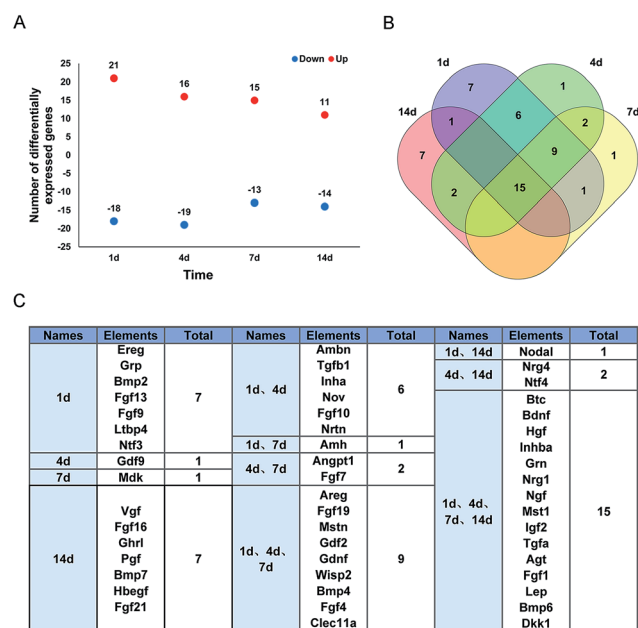 A
Number of differentially
expressed genes
25
20
15
10
5
0
-5
-10
-15
-20
-25
Down Up
21
16
15
11
-18
-19
-13
-14
1d
4d
7d
14d
Time
B
1d
4d
14d
7d
7
1
1
6
2
7
9
1
2
15
1
C
Names Elements Total
1d
Ereg
Grp
Bmp2
Fgf13
Fgf9
Ltbp4
Ntf3
7
4d Gdf9 1
7d Mdk 1
14d
Vgf
Fgf16
Ghrl
Pgf
Bmp7
Hbegf
Fgf21
7
Names Elements Total
1d、4d
Ambn
Tgfb1
Inha
Nov
Fgf10
Nrtn
6
1d、7d Amh 1
4d、7d
Angpt1
Fgf7
2
1d、4d、
7d
Areg
Fgf19
Mstn
Gdf2
Gdnf
Wisp2
Bmp4
Fgf4
Clec11a
9
Names Elements Total
1d、14d Nodal 1
4d、14d
Nrg4
Ntf4
2
1d、4d、
7d、14d
Btc
Bdnf
Hgf
Inhba
Grn
Nrg1
Ngf
Mst1
Igf2
Tgfa
Agt
Fgf1
Lep
Bmp6
Dkk1
15